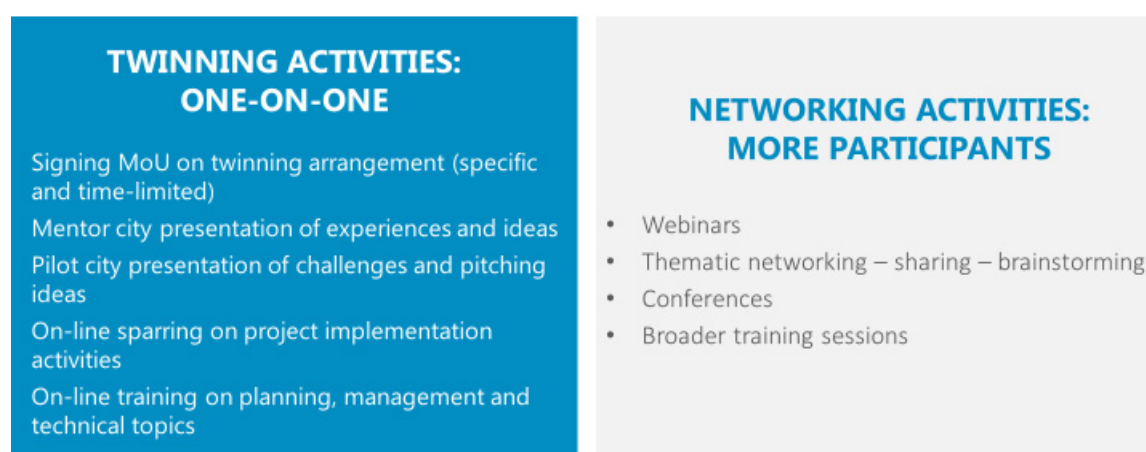 TWINNING ACTIVITIES:
ONE-ON-ONE
Signing MoU on twinning arrangement (specific
and time-limited)
Mentor city presentation of experiences and ideas
Pilot city presentation of challenges and pitching
ideas
On-line sparring on project implementation
activities
On-line training on planning, management and
technical topics
NETWORKING ACTIVITIES:
MORE PARTICIPANTS
• Webinars
• Thematic networking – sharing – brainstorming
• Conferences
• Broader training sessions